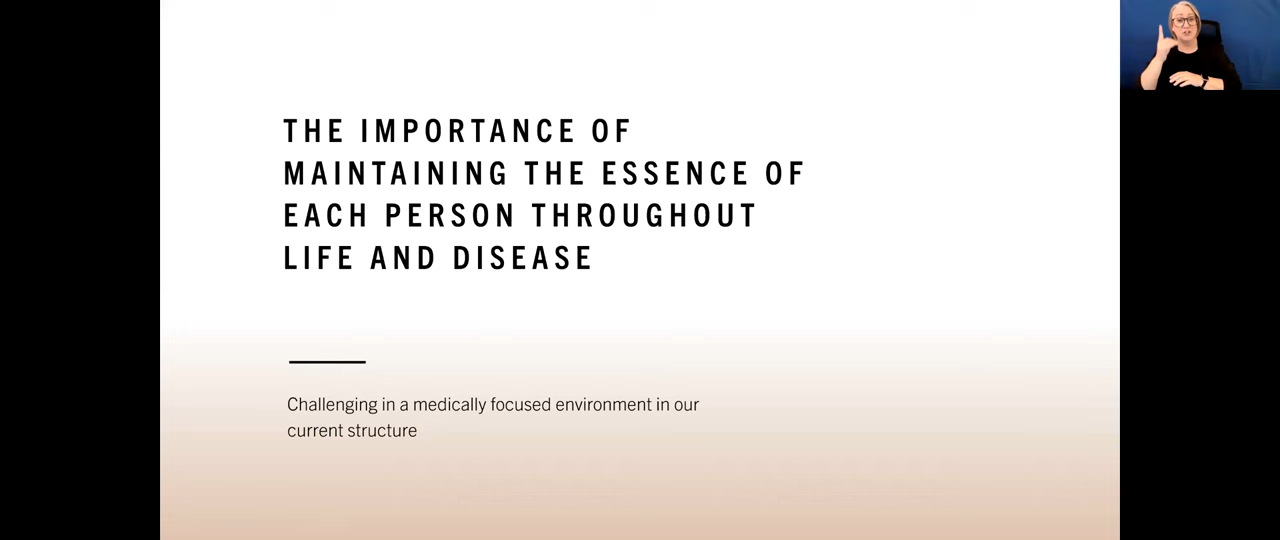 THE IMPORTANCE OF
MAINTAINING THE ESSENCE OF
EACH PERSON THROUGHOUT
LIFE AND DISEASE
Challenging in a medically focused environment in our
current structure